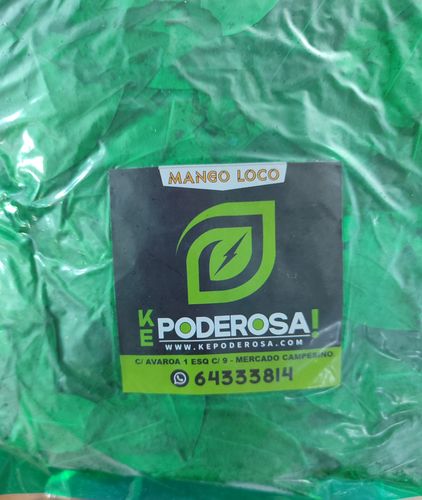 MANGO LOCO
KE PODEROSA!
WWW.KEPODEROSA.COM
C/ AVAROA 1 ESQ C/ 9 - MERCADO CAMPESINO.
64333814